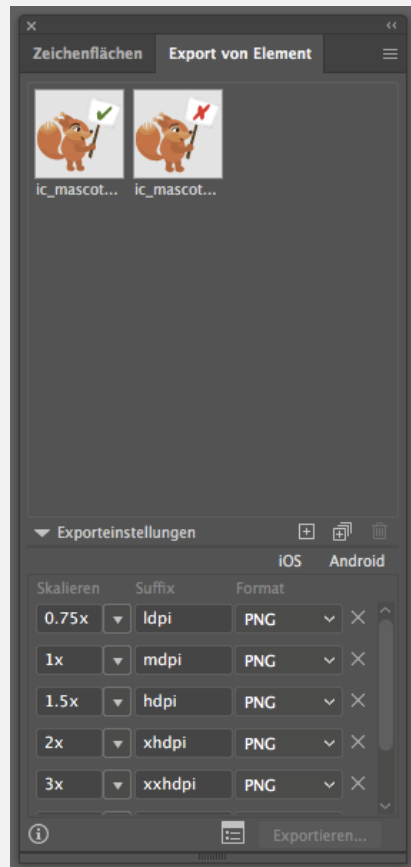 Zeichenflächen Export von Element
ic_mascot... ic_mascot...
Exporteinstellungen
iOS Android
Skalieren Suffix Format
0.75x ldpi PNG
1x mdpi PNG
1.5x hdpi PNG
2x xhdpi PNG
3x xxhdpi PNG
Exportieren...